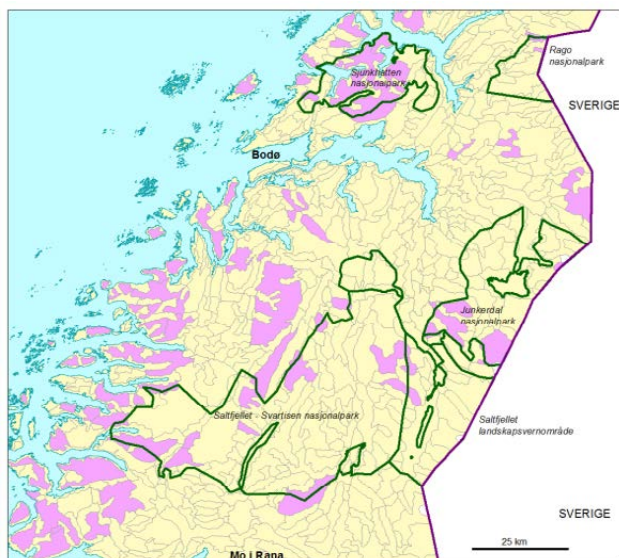 Rago
nasjonalpark
Sjunkhatten
nasjonalpark
SVERIGE
Bodø
Junkerdal
nasjonalpark
Saltfjellet - Svartisen nasjonalpark
Saltfjellet
landskapsvernområde
SVERIGE
25 km
Mo i Rana